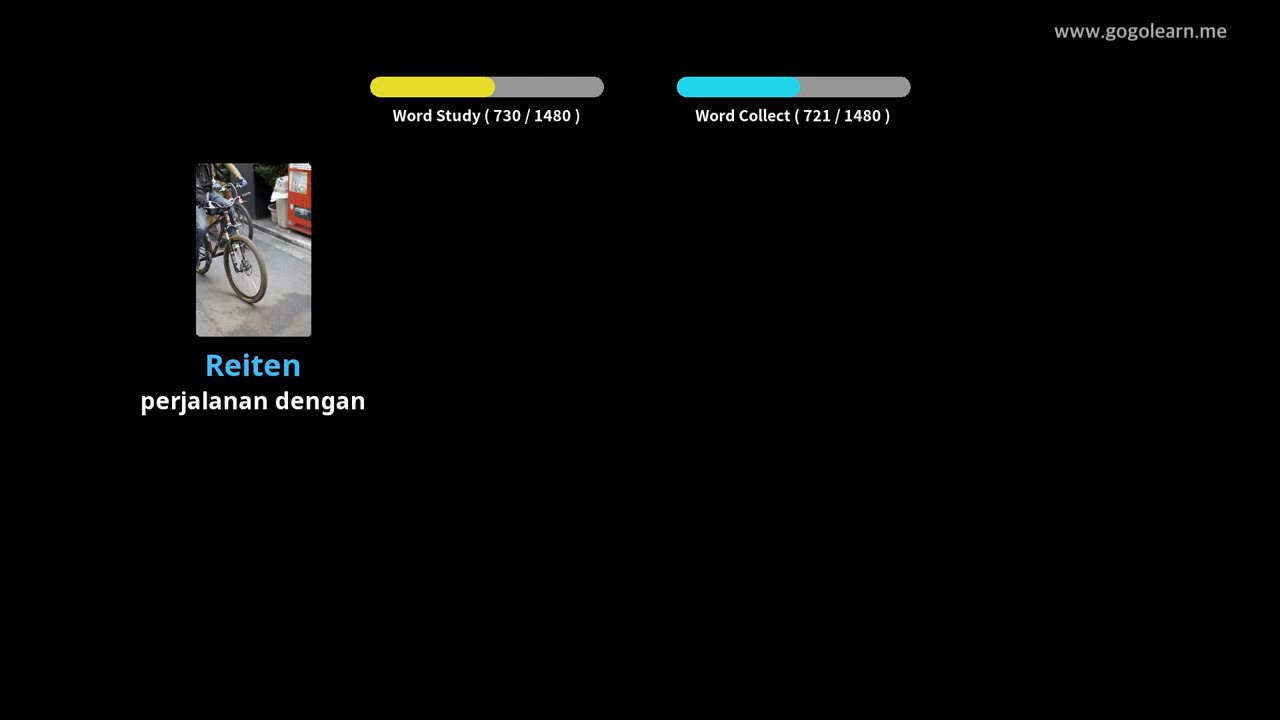 www.gogolearn.me
Word Study ( 730 / 1480 )
Word Collect ( 721 / 1480 )
Reiten
perjalanan dengan